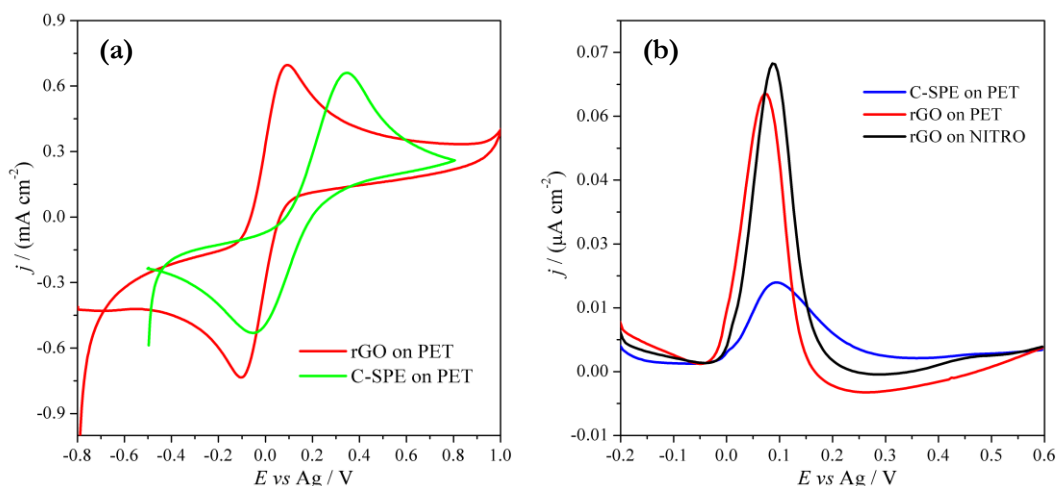 (a)
0.9
0.6
0.3
0.0
-0.3
-0.6
-0.9
j / (mA cm⁻²)
rGO on PET
C-SPE on PET
-0.8 -0.6 -0.4 -0.2 0.0 0.2 0.4 0.6 0.8 1.0
E vs Ag / V
(b)
0.07
0.06
0.04
0.03
0.01
0.00
-0.01
j / (µA cm⁻²)
C-SPE on PET
rGO on PET
rGO on NITRO
-0.2 -0.1 0.0 0.1 0.2 0.3 0.4 0.5 0.6
E vs Ag / V